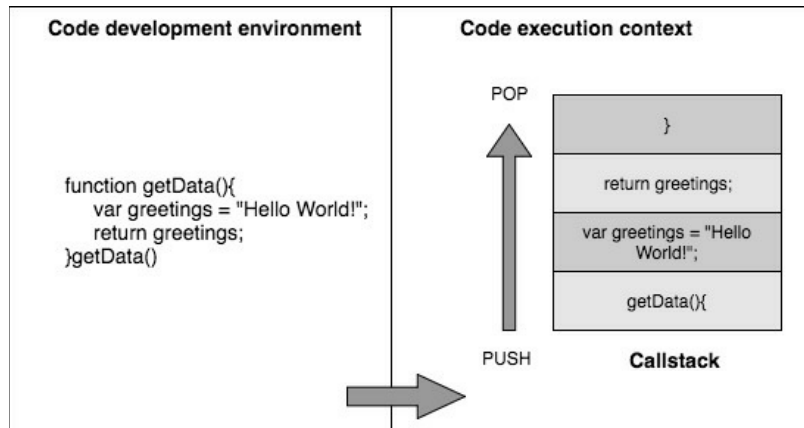 Code development environment
function getData(){
var greetings = "Hello World!";
return greetings;
}getData()
Code execution context
POP
}
return greetings;
var greetings = "Hello
World!";
getData(){
PUSH
Callstack